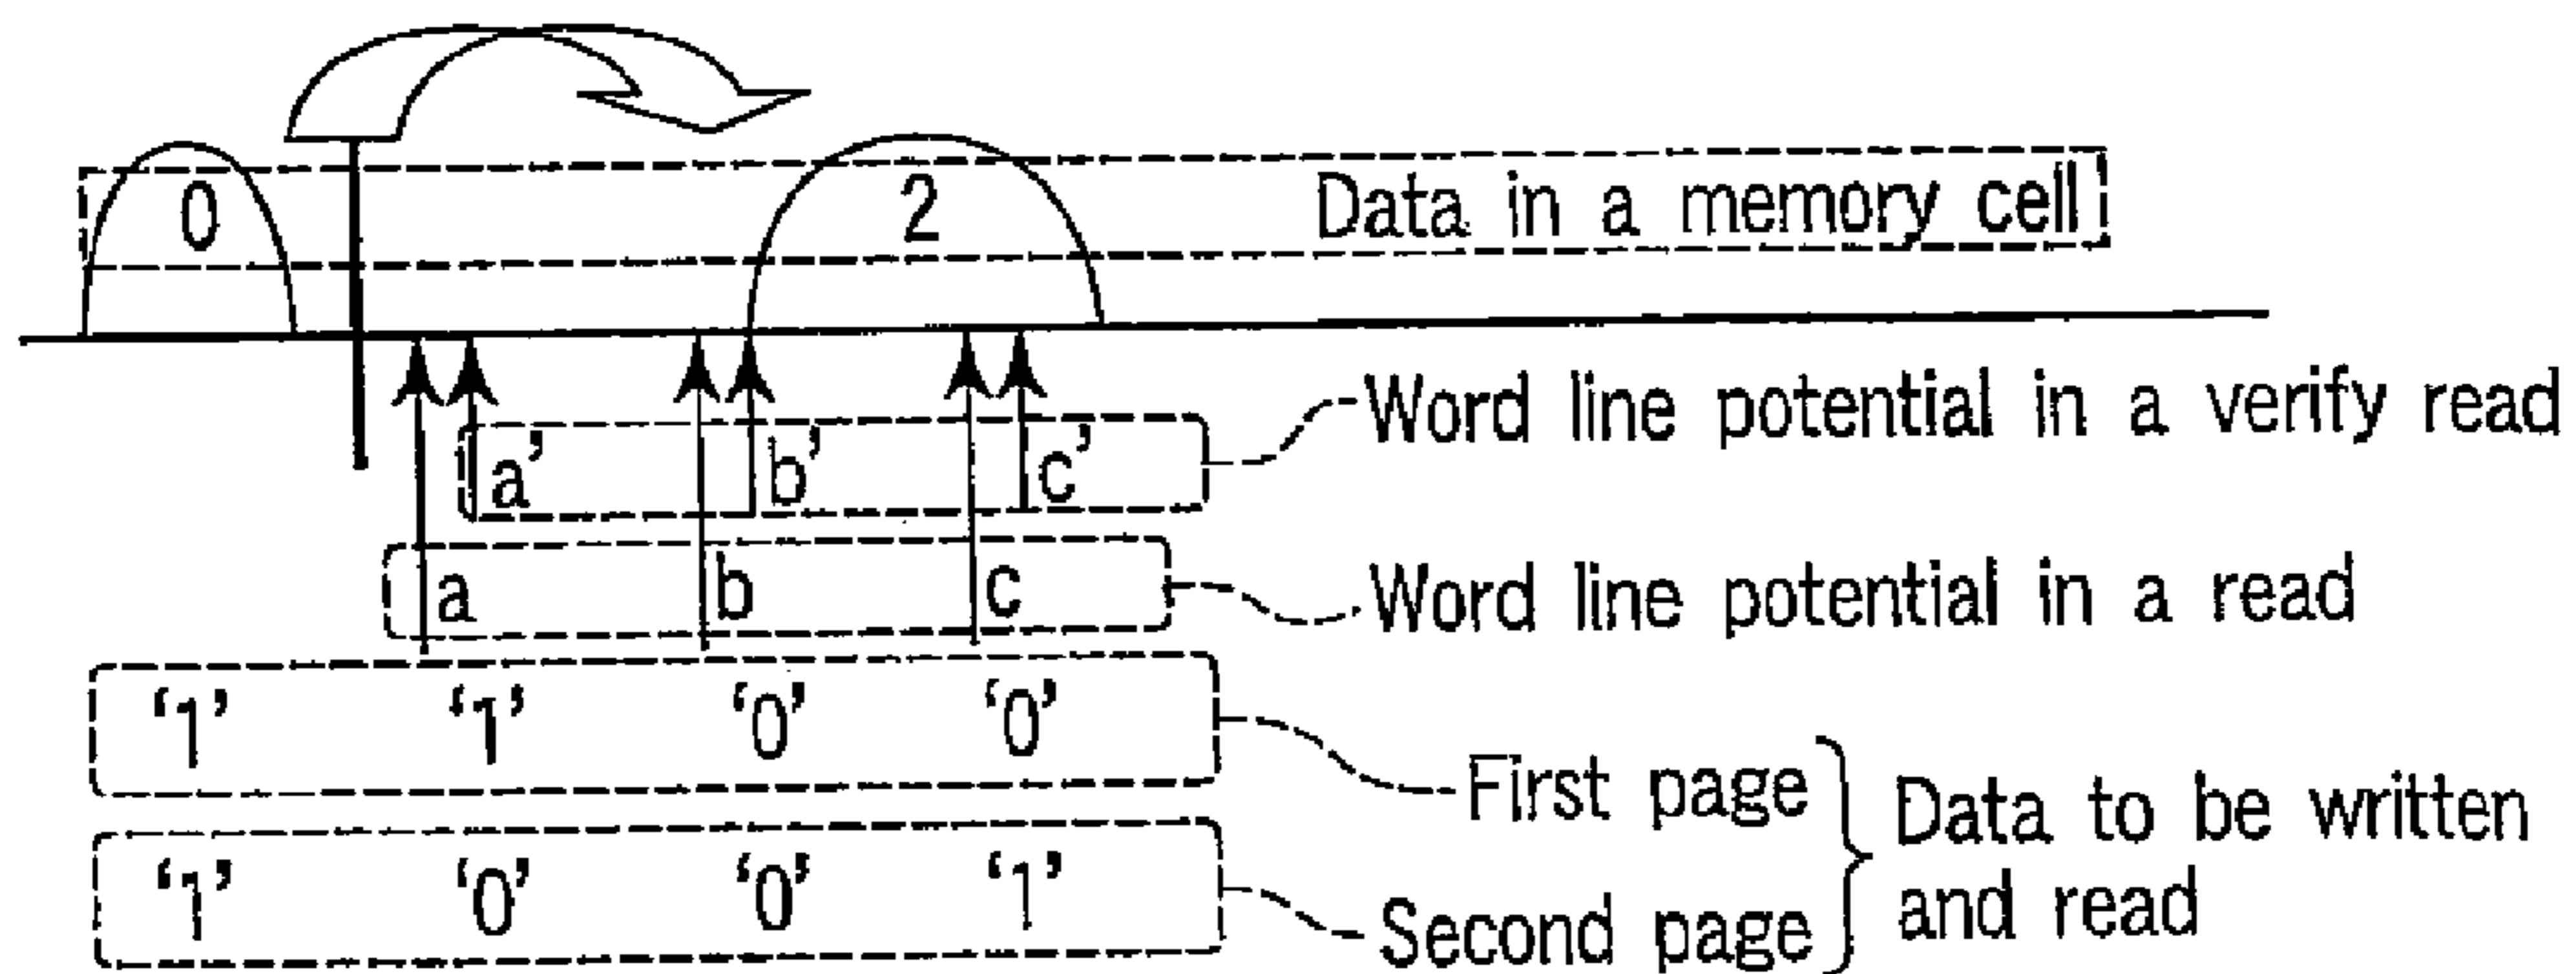 0 2 Data in a memory cell
a' b' c' Word line potential in a verify read
a b c Word line potential in a read
'1' '1' '0' '0'
First page
'1' '0' '0' '1'
Second page
Data to be written
and read